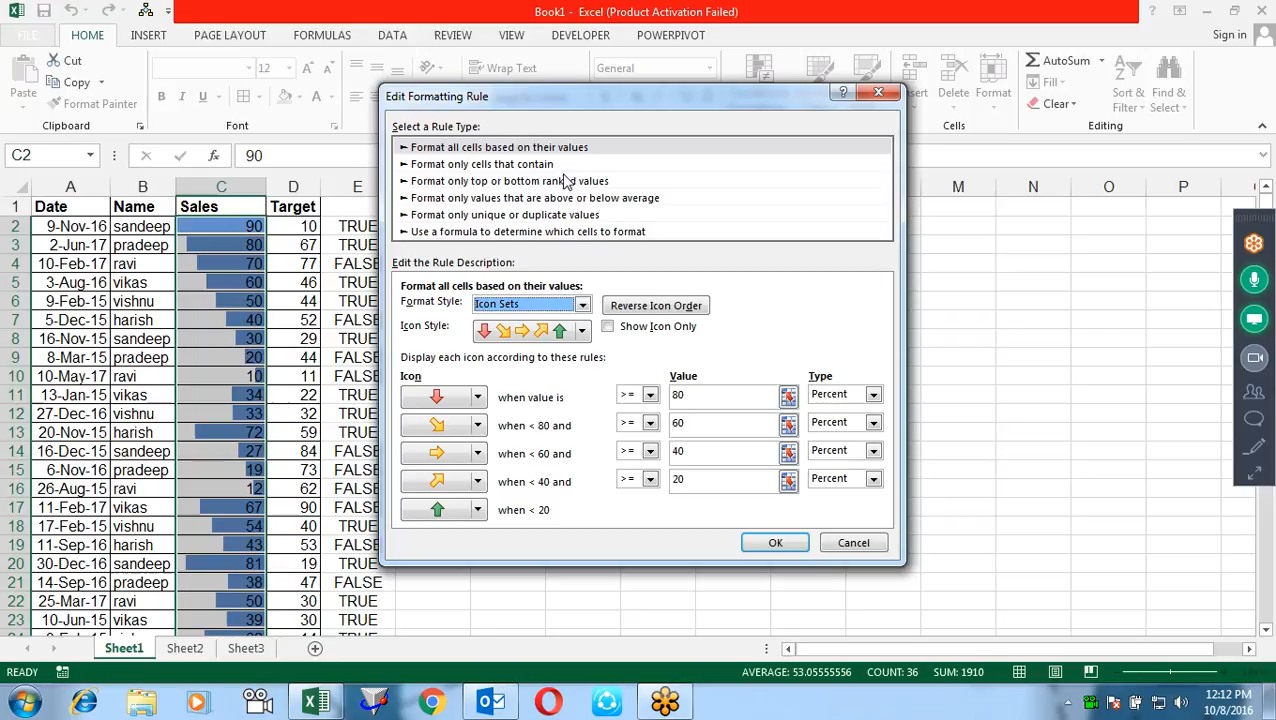 Book1 - Excel (Product Activation Failed)
FILE HOME INSERT PAGE LAYOUT FORMULAS DATA REVIEW VIEW DEVELOPER POWERPIVOT Sign in
Cut
Copy
Format Painter
Paste
Clipboard
12
Font
Wrap Text
General
Insert Delete Format
Cells
AutoSum
Fill
Clear
Sort & Filter
Find & Select
C2 90
A B C D E M N O P
1 Date Name Sales Target
2 9-Nov-16 sandeep 90 10 TRUE
3 2-Jun-17 pradeep 80 67 TRUE
4 10-Feb-17 ravi 70 77 FALSE
5 3-Aug-16 vikas 60 46 TRUE
6 9-Feb-15 vishnu 50 44 TRUE
7 5-Dec-15 harish 40 52 FALSE
8 16-Nov-15 sandeep 30 29 TRUE
9 8-Mar-15 pradeep 20 44 FALSE
10 10-May-17 ravi 10 11 FALSE
11 13-Jan-15 vikas 34 22 TRUE
12 27-Dec-16 vishnu 33 32 TRUE
13 20-Nov-15 harish 72 59 TRUE
14 16-Dec-15 sandeep 27 84 FALSE
15 6-Nov-16 pradeep 19 73 FALSE
16 26-Aug-15 ravi 12 62 FALSE
17 11-Feb-17 vikas 67 90 FALSE
18 17-Feb-15 vishnu 54 40 TRUE
19 11-Sep-16 harish 43 53 FALSE
20 30-Dec-16 sandeep 81 19 TRUE
21 14-Sep-16 pradeep 38 47 FALSE
22 25-Mar-17 ravi 50 30 TRUE
23 10-Jun-15 vikas 39 30 TRUE
Edit Formatting Rule
Select a Rule Type:
► Format all cells based on their values
► Format only cells that contain
► Format only top or bottom ranked values
► Format only values that are above or below average
► Format only unique or duplicate values
► Use a formula to determine which cells to format
Edit the Rule Description:
Format all cells based on their values:
Format Style: Icon Sets Reverse Icon Order
Icon Style: Show Icon Only
Display each icon according to these rules:
Icon Value Type
when value is >= 80 Percent
when < 80 and >= 60 Percent
when < 60 and >= 40 Percent
when < 40 and >= 20 Percent
when < 20
OK Cancel
Sheet1 Sheet2 Sheet3
READY AVERAGE: 53.05555556 COUNT: 36 SUM: 1910
12:12 PM
10/8/2016